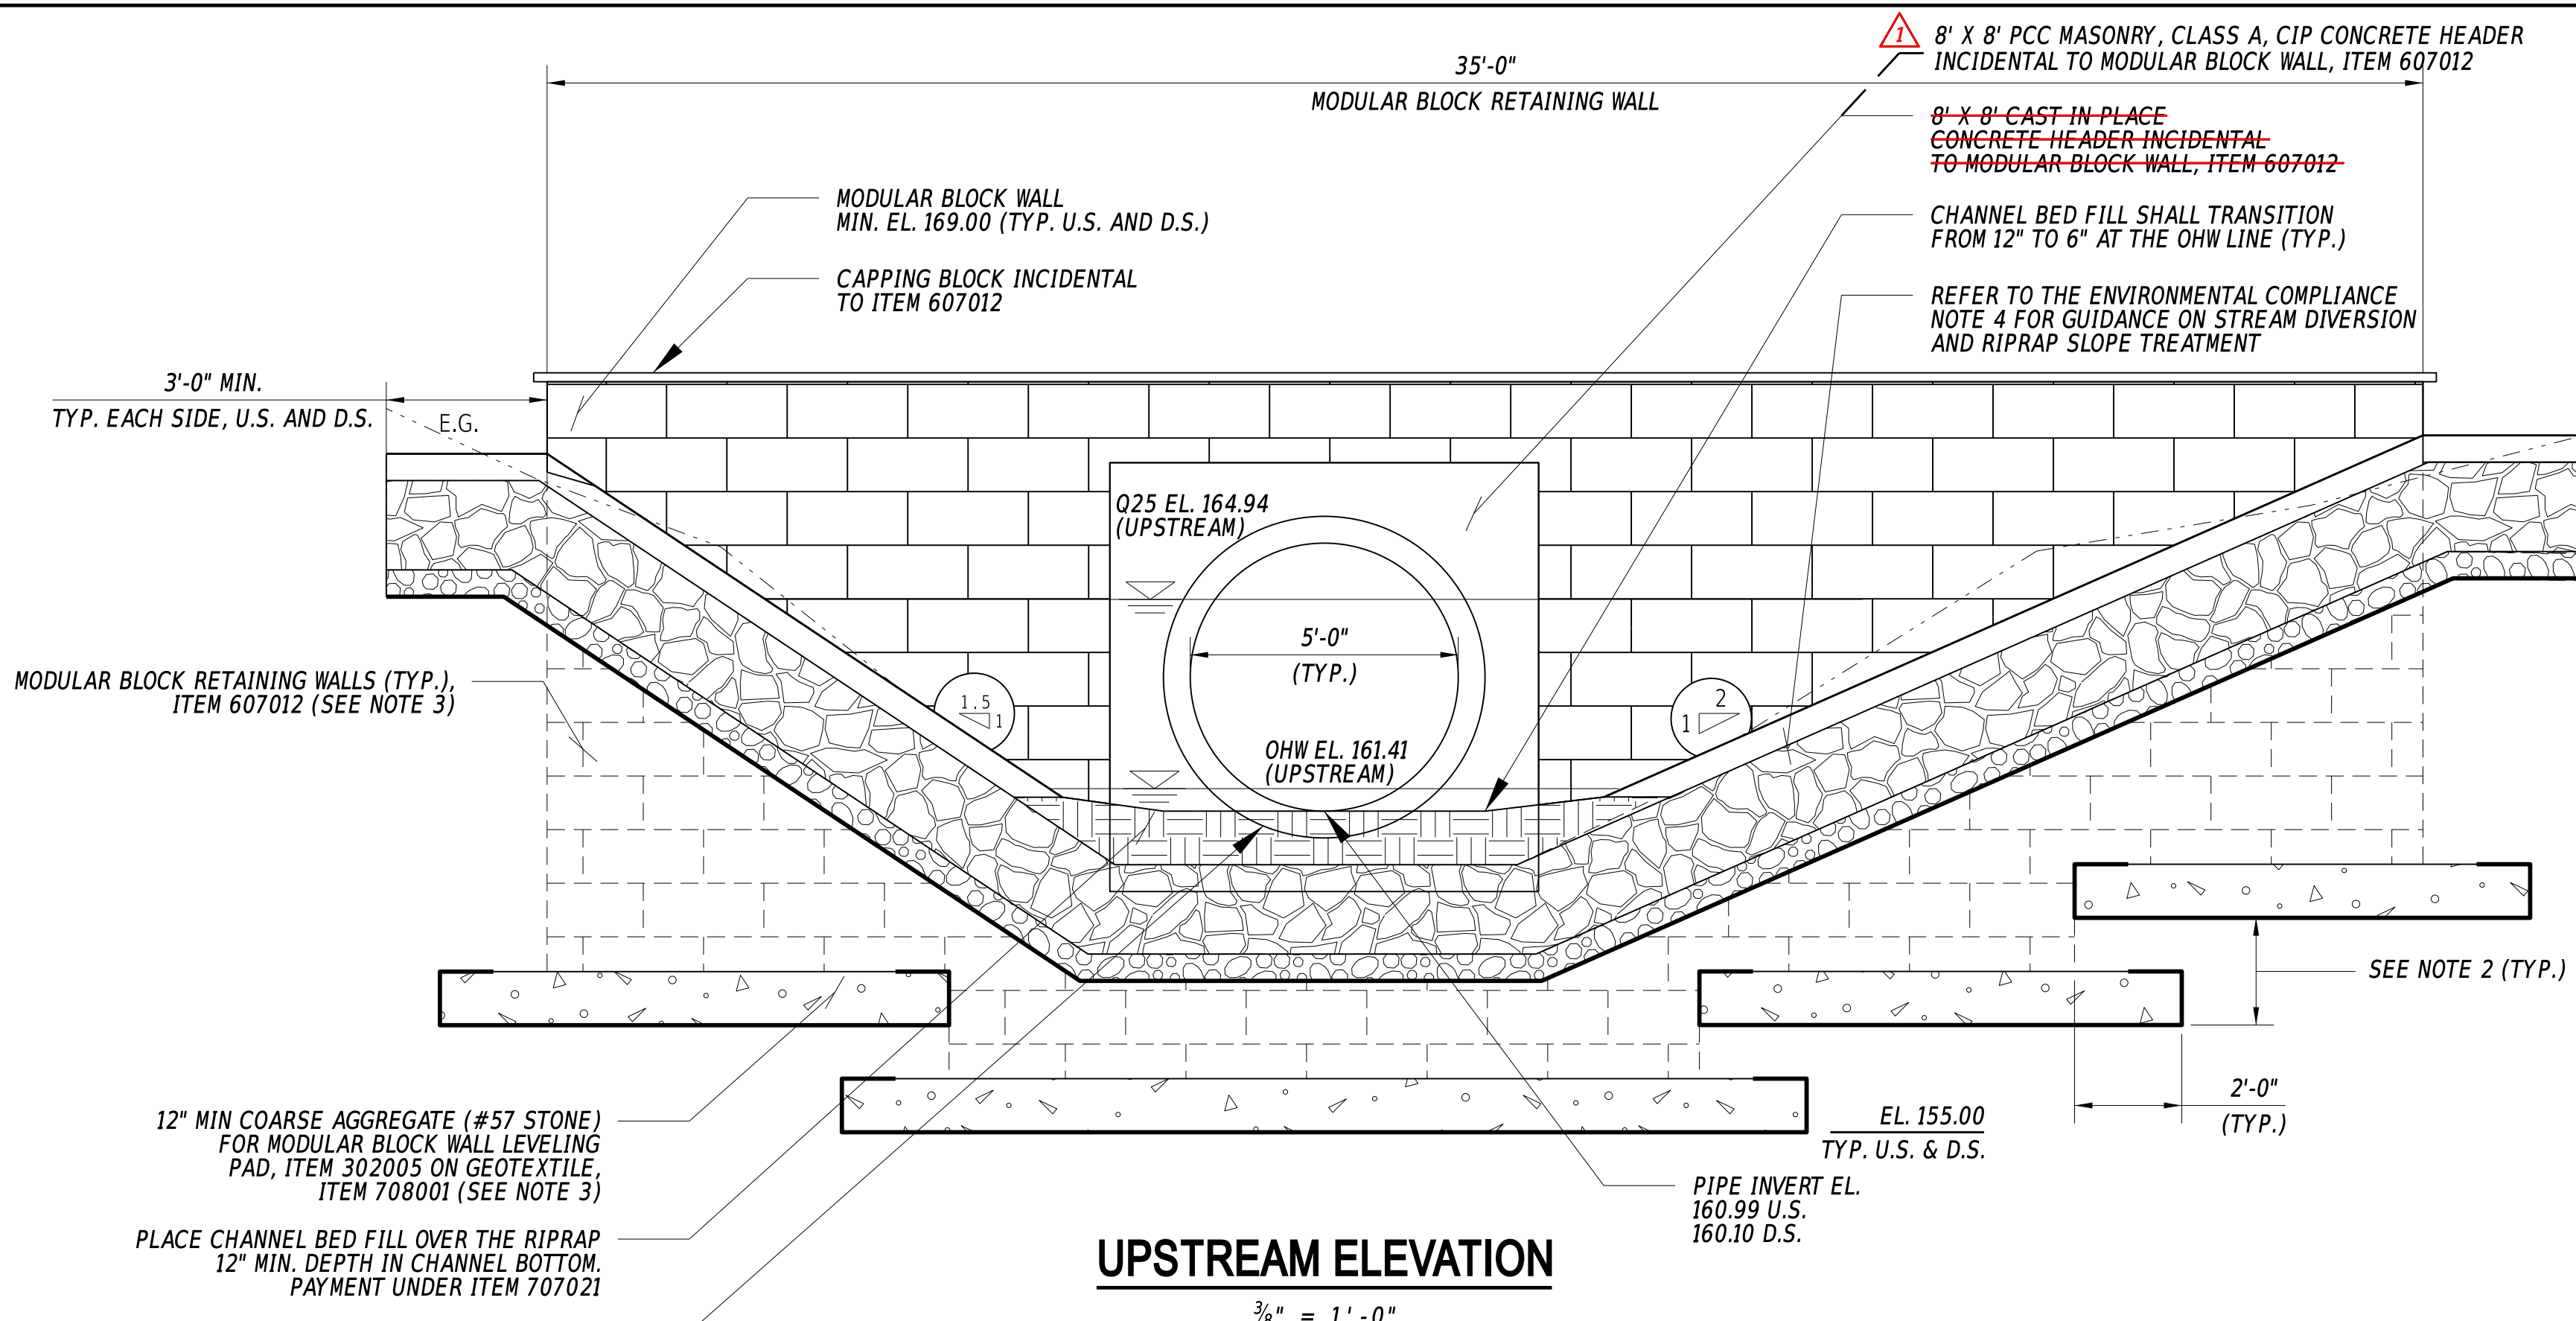 1
8' X 8' PCC MASONRY, CLASS A, CIP CONCRETE HEADER
INCIDENTAL TO MODULAR BLOCK WALL, ITEM 607012
35'-0"
MODULAR BLOCK RETAINING WALL
8' X 8' CAST IN PLACE
CONCRETE HEADER INCIDENTAL
TO MODULAR BLOCK WALL, ITEM 607012
MODULAR BLOCK WALL
MIN. EL. 169.00 (TYP. U.S. AND D.S.)
CHANNEL BED FILL SHALL TRANSITION
FROM 12" TO 6" AT THE OHW LINE (TYP.)
CAPPING BLOCK INCIDENTAL
TO ITEM 607012
REFER TO THE ENVIRONMENTAL COMPLIANCE
NOTE 4 FOR GUIDANCE ON STREAM DIVERSION
AND RIPRAP SLOPE TREATMENT
3'-0" MIN.
TYP. EACH SIDE, U.S. AND D.S.
E.G.
Q25 EL. 164.94
(UPSTREAM)
5'-0"
(TYP.)
MODULAR BLOCK RETAINING WALLS (TYP.),
ITEM 607012 (SEE NOTE 3)
1.5
1
2
1
OHW EL. 161.41
(UPSTREAM)
SEE NOTE 2 (TYP.)
2'-0"
(TYP.)
EL. 155.00
TYP. U.S. & D.S.
12" MIN COARSE AGGREGATE (#57 STONE)
FOR MODULAR BLOCK WALL LEVELING
PAD, ITEM 302005 ON GEOTEXTILE,
ITEM 708001 (SEE NOTE 3)
PIPE INVERT EL.
160.99 U.S.
160.10 D.S.
PLACE CHANNEL BED FILL OVER THE RIPRAP
12" MIN. DEPTH IN CHANNEL BOTTOM.
PAYMENT UNDER ITEM 707021
UPSTREAM ELEVATION
3/8" = 1'-0"